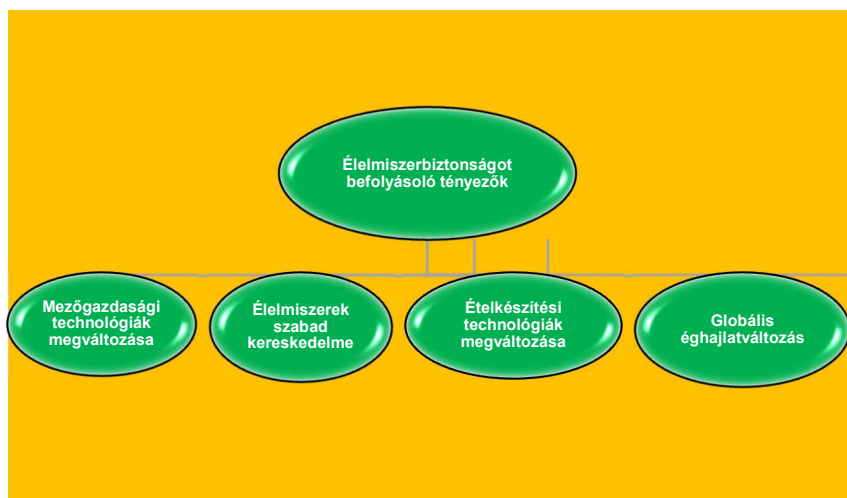 Élelmiszerbiztonságot
befolyásoló tényezők
Mezőgazdasági
technológiák
megváltozása
Élelmiszerek
szabad
kereskedelme
Ételkészítési
technológiák
megváltozása
Globális
éghajlatváltozás